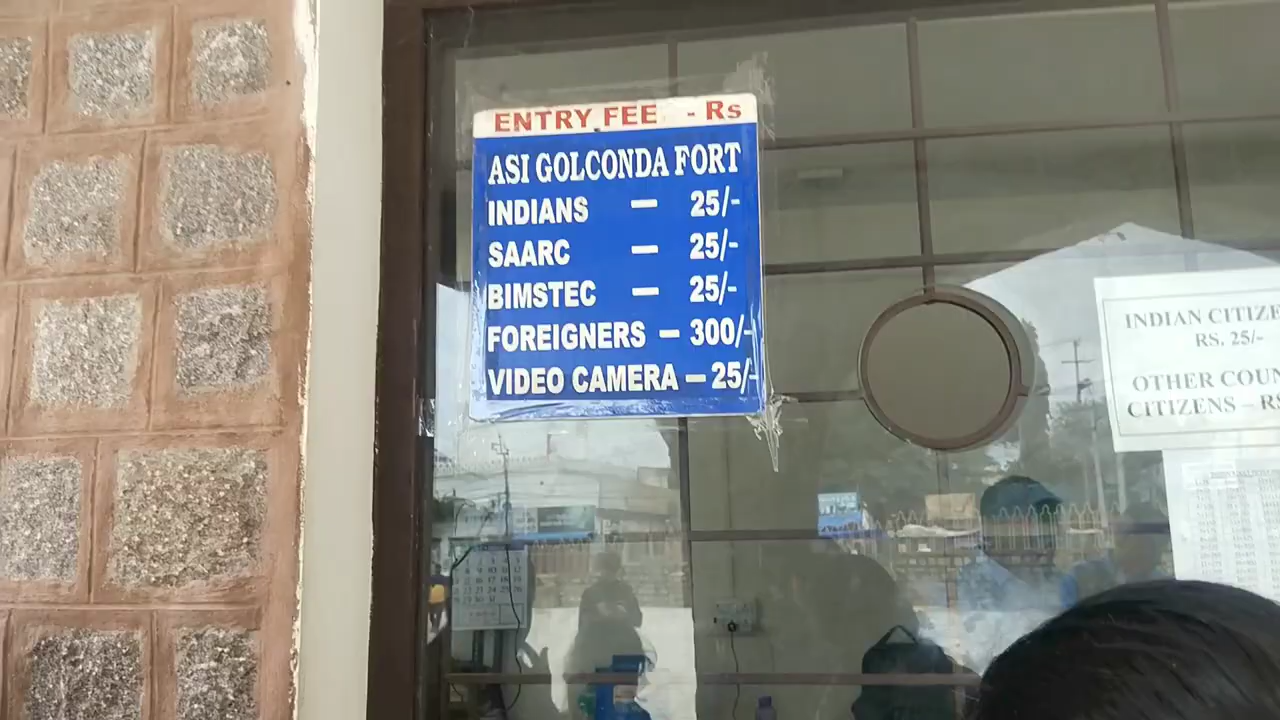 ENTRY FEE - Rs
ASI GOLCONDA FORT
INDIANS — 25/-
SAARC — 25/-
BIMSTEC — 25/-
FOREIGNERS — 300/-
VIDEO CAMERA — 25/-
INDIAN CITIZE
RS. 25/-
OTHER COUN
CITIZENS – RS